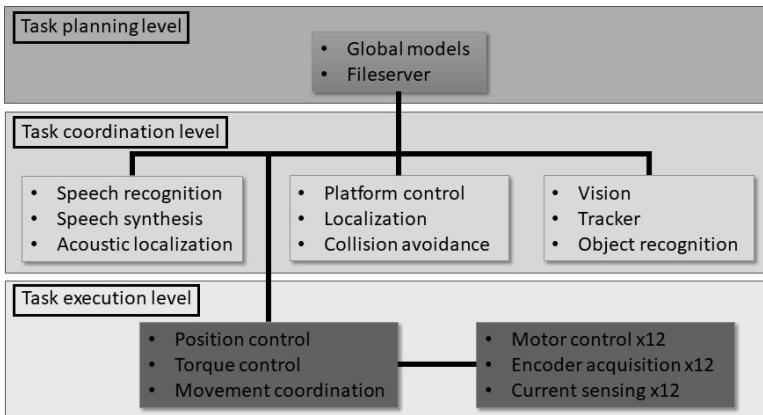 Task planning level
• Global models
• Fileserver
Task coordination level
• Speech recognition
• Speech synthesis
• Acoustic localization
• Platform control
• Localization
• Collision avoidance
• Vision
• Tracker
• Object recognition
Task execution level
• Position control
• Torque control
• Movement coordination
• Motor control x12
• Encoder acquisition x12
• Current sensing x12